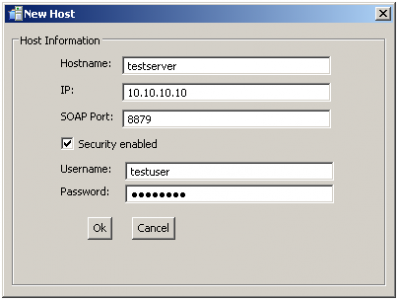 New Host
Host Information
Hostname: testserver
IP: 10.10.10.10
SOAP Port: 8879
Security enabled
Username: testuser
Password: ●●●●●●●●
Ok Cancel